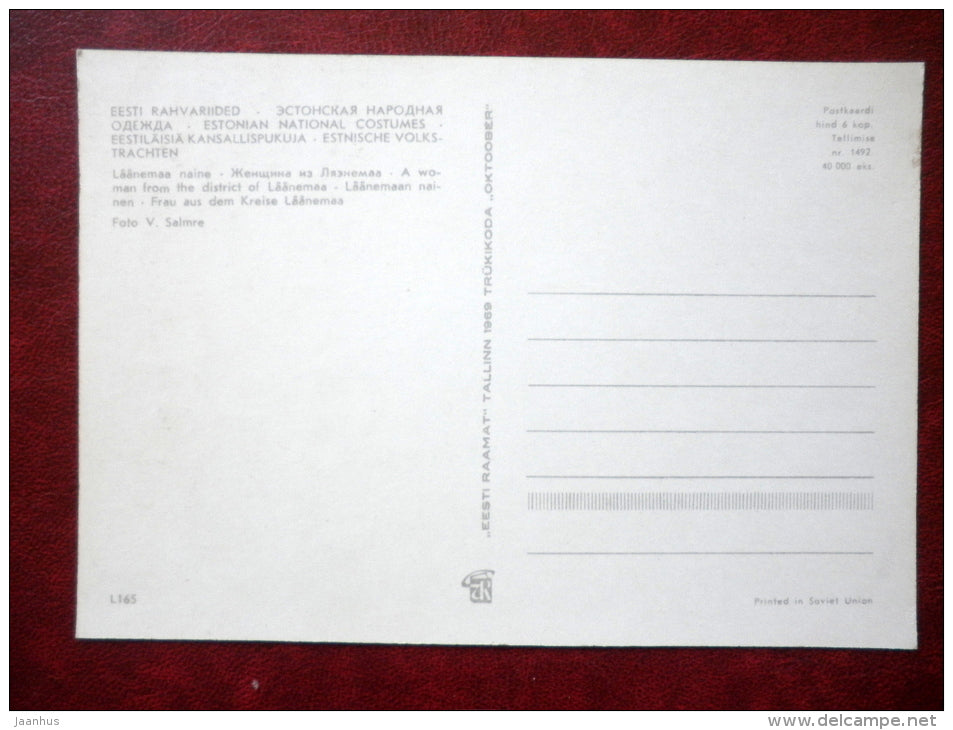 EESTI RAHVARIIDED · ЭСТОНСКАЯ НАРОДНАЯ
ОДЕЖДА · ESTONIAN NATIONAL COSTUMES ·
EESTILÄISIÄ KANSALLISPUKUJA · ESTNISCHE VOLKS-
TRACHTEN
Läänemaa naine · Женщина из Ляэнемаа · A wo-
man from the district of Läänemaa · Läänemaan nai-
nen · Frau aus dem Kreise Läänemaa
Foto V. Salmre
L165
„EESTI RAAMAT" TALLINN 1969 TRÜKIKODA „OKTOOBER"
TK
Postkaardi
hind 6 kop.
Tellimise
nr. 1492.
40 000 eks.
Printed in Soviet Union
jaanhus
www.delcampe.net